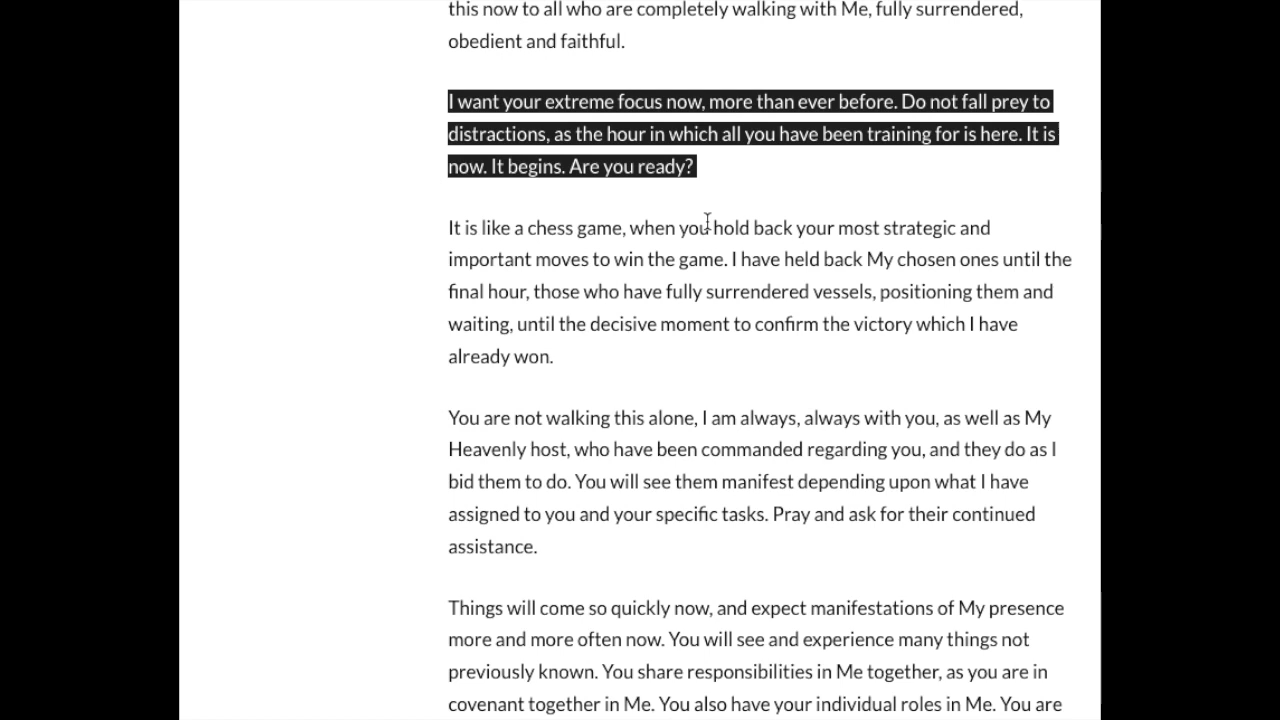 this now to all who are completely walking with Me, fully surrendered,
obedient and faithful.
I want your extreme focus now, more than ever before. Do not fall prey to
distractions, as the hour in which all you have been training for is here. It is
now. It begins. Are you ready?
It is like a chess game, when you hold back your most strategic and
important moves to win the game. I have held back My chosen ones until the
final hour, those who have fully surrendered vessels, positioning them and
waiting, until the decisive moment to confirm the victory which I have
already won.
You are not walking this alone, I am always, always with you, as well as My
Heavenly host, who have been commanded regarding you, and they do as I
bid them to do. You will see them manifest depending upon what I have
assigned to you and your specific tasks. Pray and ask for their continued
assistance.
Things will come so quickly now, and expect manifestations of My presence
more and more often now. You will see and experience many things not
previously known. You share responsibilities in Me together, as you are in
covenant together in Me. You also have your individual roles in Me. You are